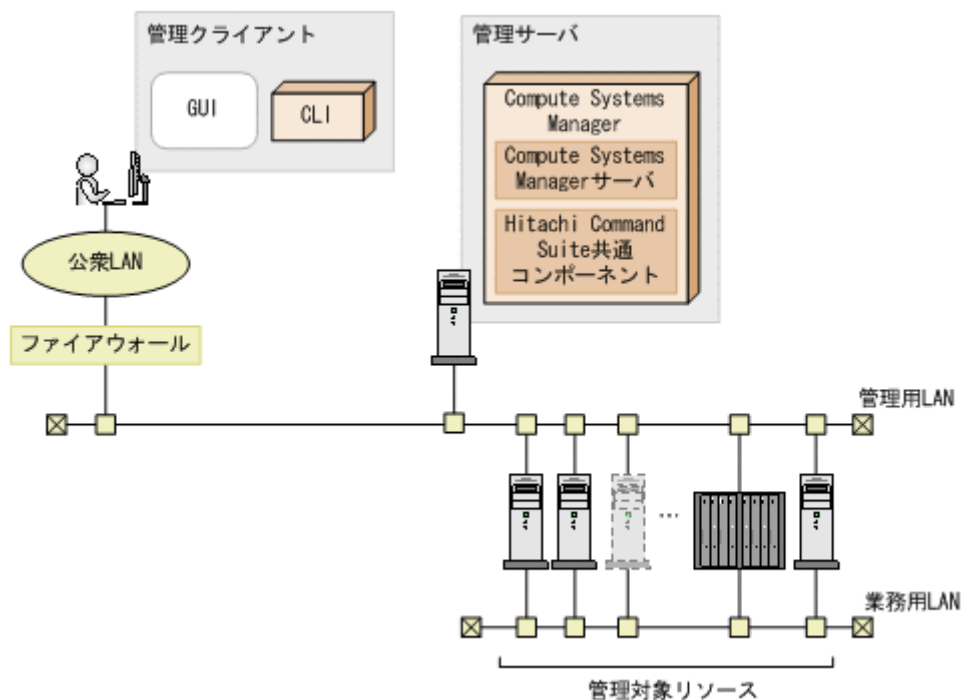 管理クライアント
GUI
CLI
管理サーバ
Compute Systems
Manager
Compute Systems
Managerサーバ
Hitachi Command
Suite共通
コンポーネント
公衆LAN
ファイアウォール
管理用LAN
…
業務用LAN
管理対象リソース